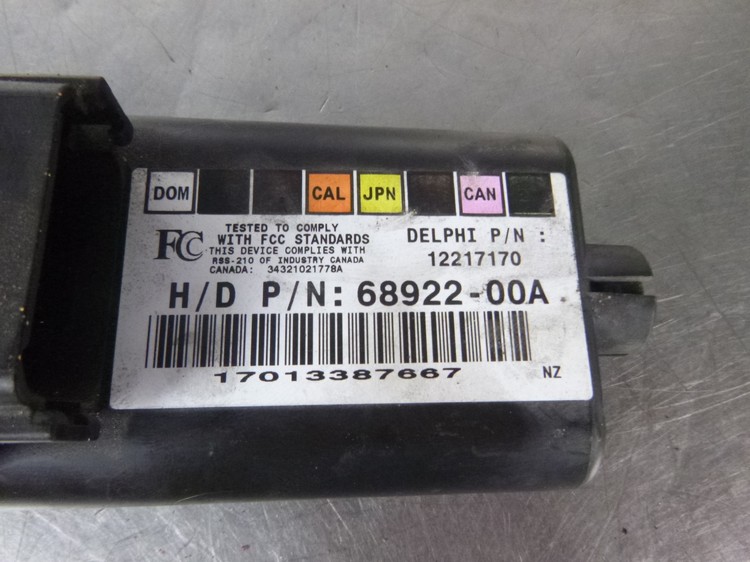 DOM CAL JPN CAN
FC TESTED TO COMPLY
WITH FCC STANDARDS
THIS DEVICE COMPLIES WITH
RSS-210 OF INDUSTRY CANADA
CANADA: 34321021778A
DELPHI P/N :
12217170
H/D P/N: 68922-00A
17013387667
NZ